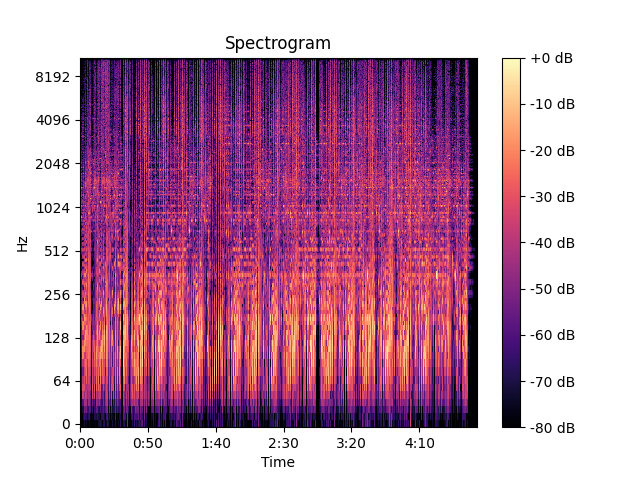 Spectrogram
8192
4096
2048
1024
512
256
128
64
0
Hz
0:00 0:50 1:40 2:30 3:20 4:10
Time
+0 dB
-10 dB
-20 dB
-30 dB
-40 dB
-50 dB
-60 dB
-70 dB
-80 dB